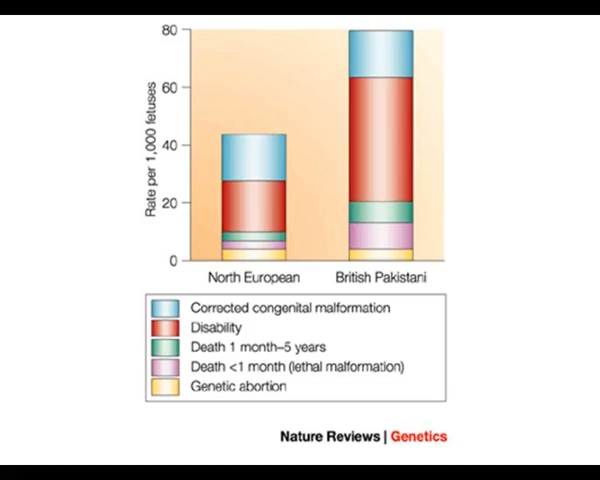 80
60
40
20
0
Rate per 1,000 fetuses
North European
British Pakistani
Corrected congenital malformation
Disability
Death 1 month–5 years
Death <1 month (lethal malformation)
Genetic abortion
Nature Reviews | Genetics